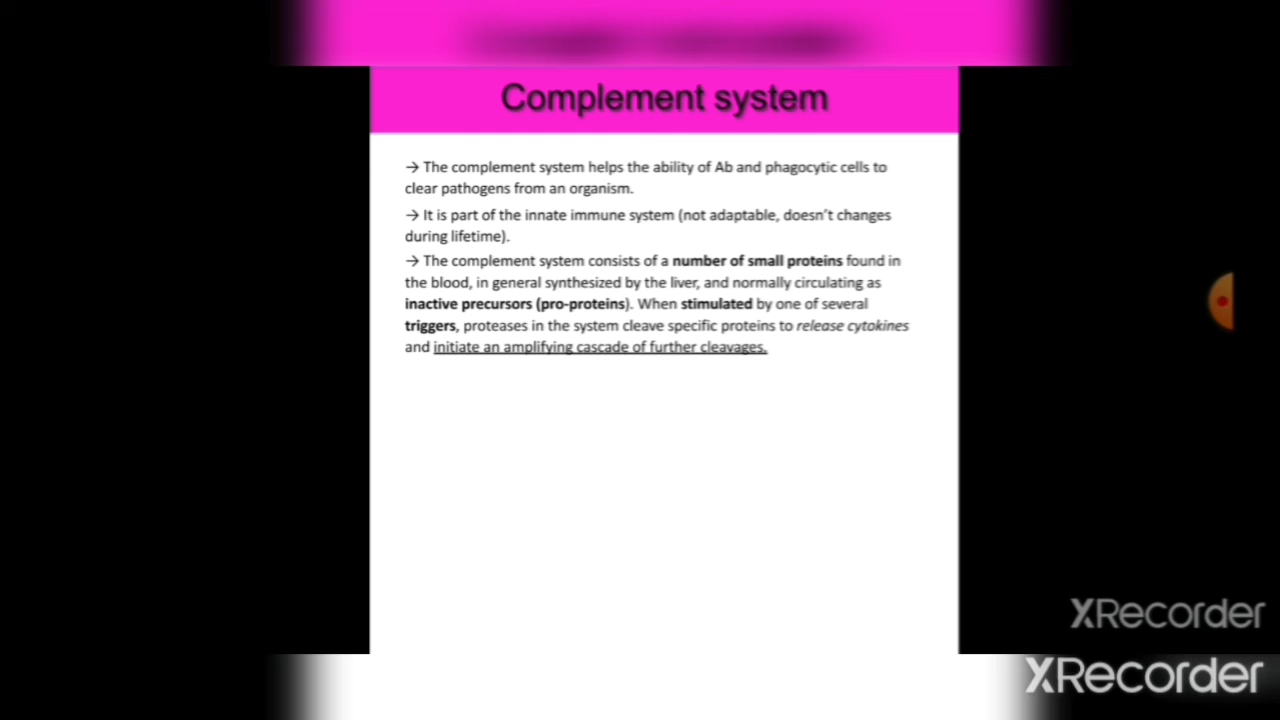 Complement system
→ The complement system helps the ability of Ab and phagocytic cells to
clear pathogens from an organism.
→ It is part of the innate immune system (not adaptable, doesn't changes
during lifetime).
→ The complement system consists of a number of small proteins found in
the blood, in general synthesized by the liver, and normally circulating as
inactive precursors (pro-proteins). When stimulated by one of several
triggers, proteases in the system cleave specific proteins to release cytokines
and initiate an amplifying cascade of further cleavages.
XRecorder
XRecorder